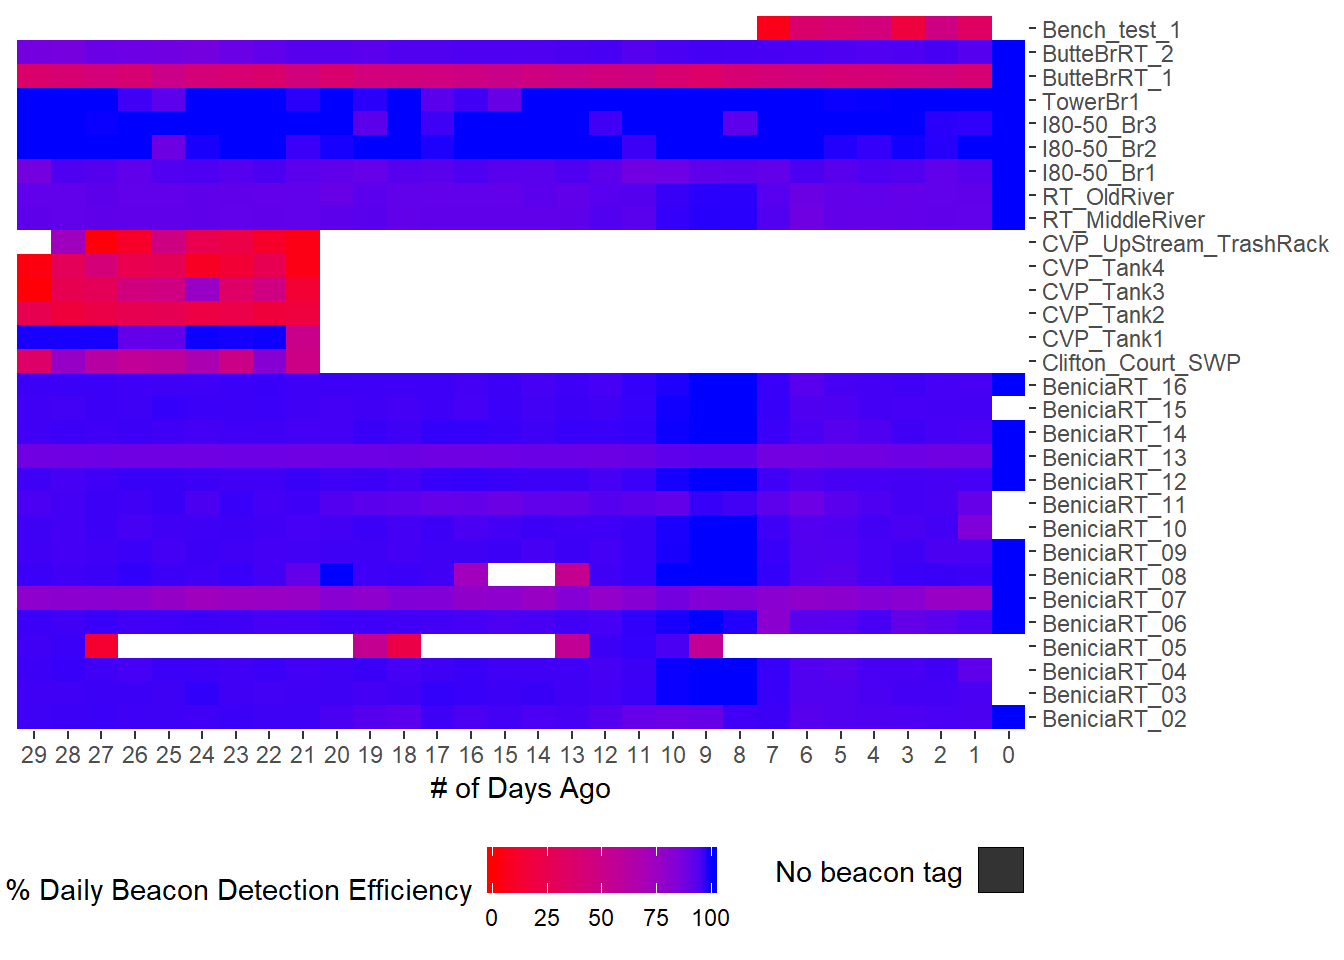 Bench_test_1
ButteBrRT_2
ButteBrRT_1
TowerBr1
I80-50_Br3
I80-50_Br2
I80-50_Br1
RT_OldRiver
RT_MiddleRiver
CVP_UpStream_TrashRack
CVP_Tank4
CVP_Tank3
CVP_Tank2
CVP_Tank1
Clifton_Court_SWP
BeniciaRT_16
BeniciaRT_15
BeniciaRT_14
BeniciaRT_13
BeniciaRT_12
BeniciaRT_11
BeniciaRT_10
BeniciaRT_09
BeniciaRT_08
BeniciaRT_07
BeniciaRT_06
BeniciaRT_05
BeniciaRT_04
BeniciaRT_03
BeniciaRT_02
29 28 27 26 25 24 23 22 21 20 19 18 17 16 15 14 13 12 11 10 9 8 7 6 5 4 3 2 1 0
# of Days Ago
% Daily Beacon Detection Efficiency
0 25 50 75 100
No beacon tag